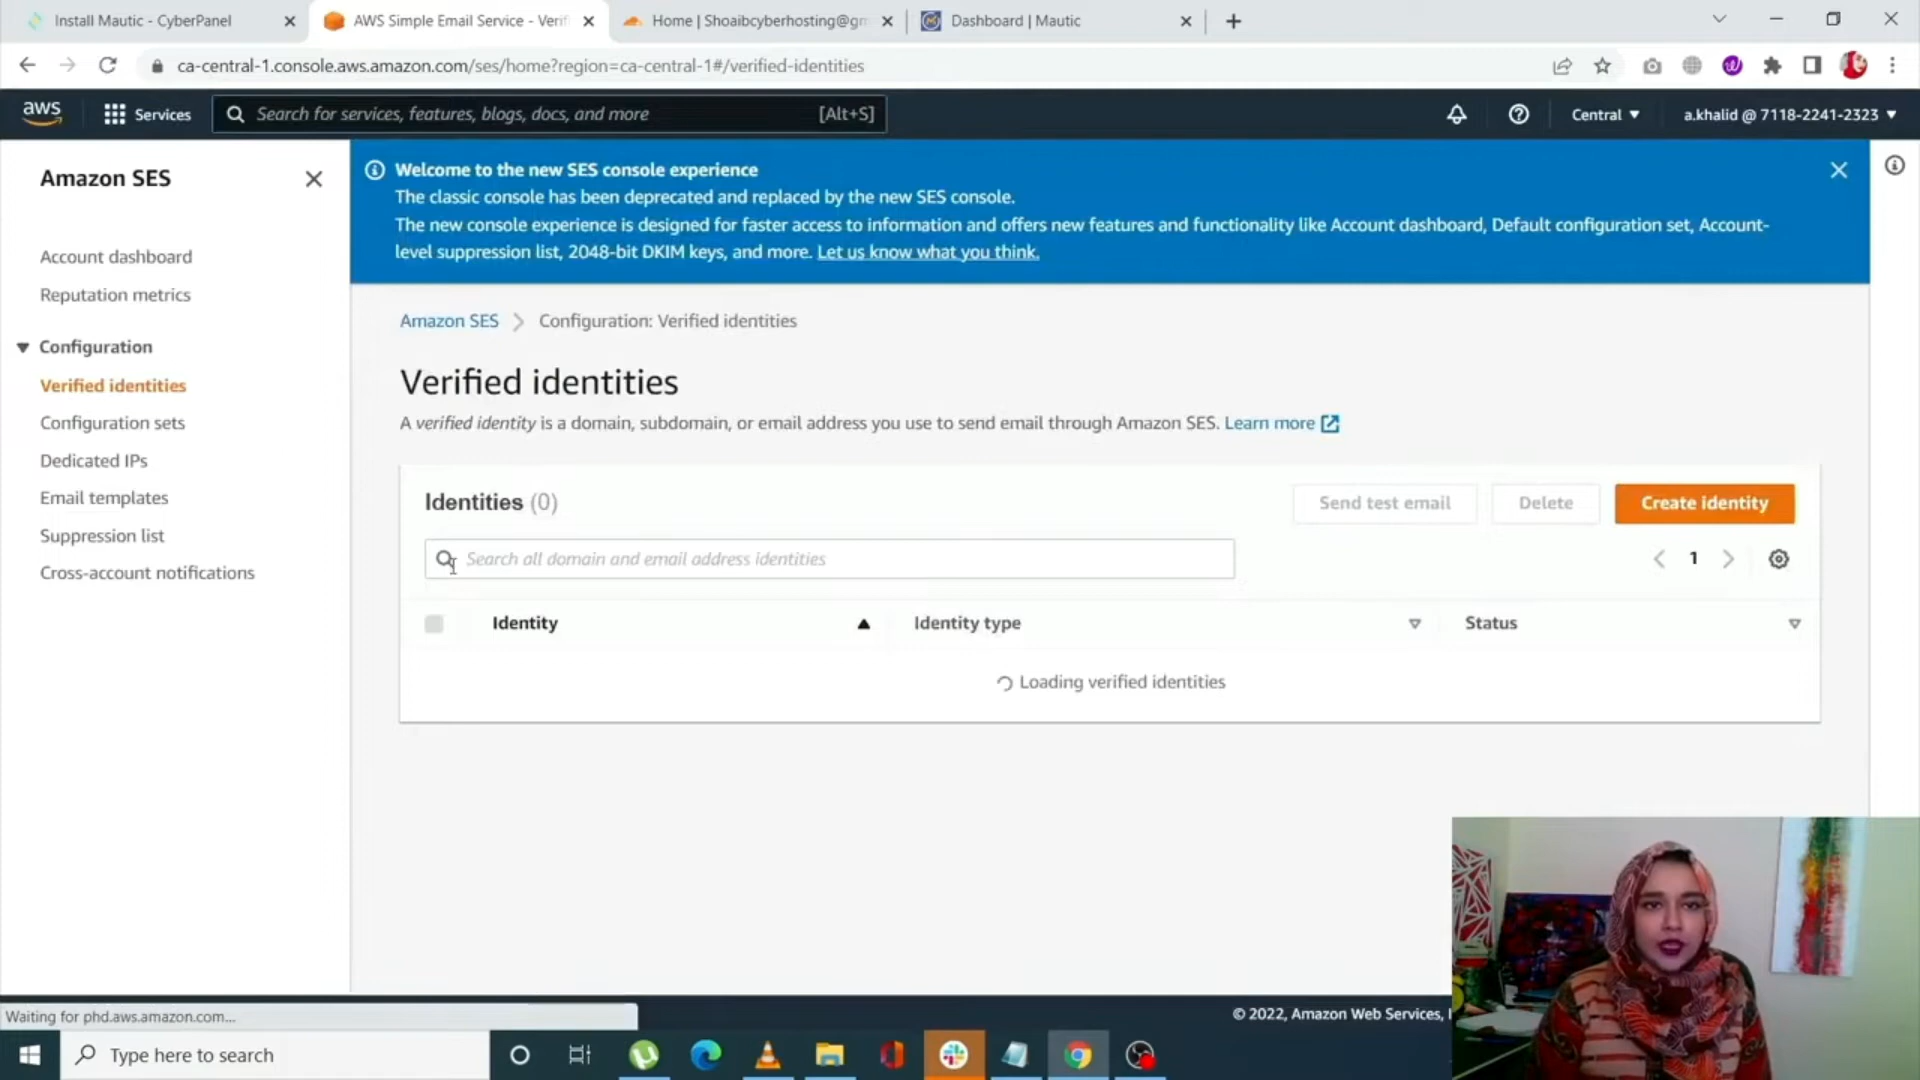 Install Mautic - CyberPanel
AWS Simple Email Service - Verif
Home | Shoaibcyberhosting@gm
Dashboard | Mautic
ca-central-1.console.aws.amazon.com/ses/home?region=ca-central-1#/verified-identities
aws
Services
Search for services, features, blogs, docs, and more
[Alt+S]
Central
a.khalid @ 7118-2241-2323
Amazon SES
Account dashboard
Reputation metrics
Configuration
Verified identities
Configuration sets
Dedicated IPs
Email templates
Suppression list
Cross-account notifications
Welcome to the new SES console experience
The classic console has been deprecated and replaced by the new SES console.
The new console experience is designed for faster access to information and offers new features and functionality like Account dashboard, Default configuration set, Account-
level suppression list, 2048-bit DKIM keys, and more. Let us know what you think.
Amazon SES
Configuration: Verified identities
Verified identities
A verified identity is a domain, subdomain, or email address you use to send email through Amazon SES. Learn more
Identities (0)
Send test email
Delete
Create identity
Search all domain and email address identities
1
Identity
Identity type
Status
Loading verified identities
Waiting for phd.aws.amazon.com...
© 2022, Amazon Web Services, I
Type here to search